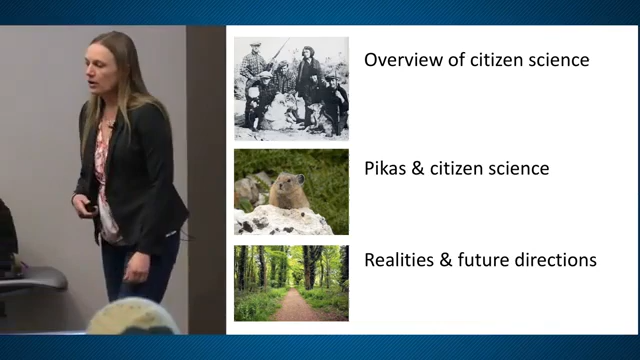 Overview of citizen science
Pikas & citizen science
Realities & future directions